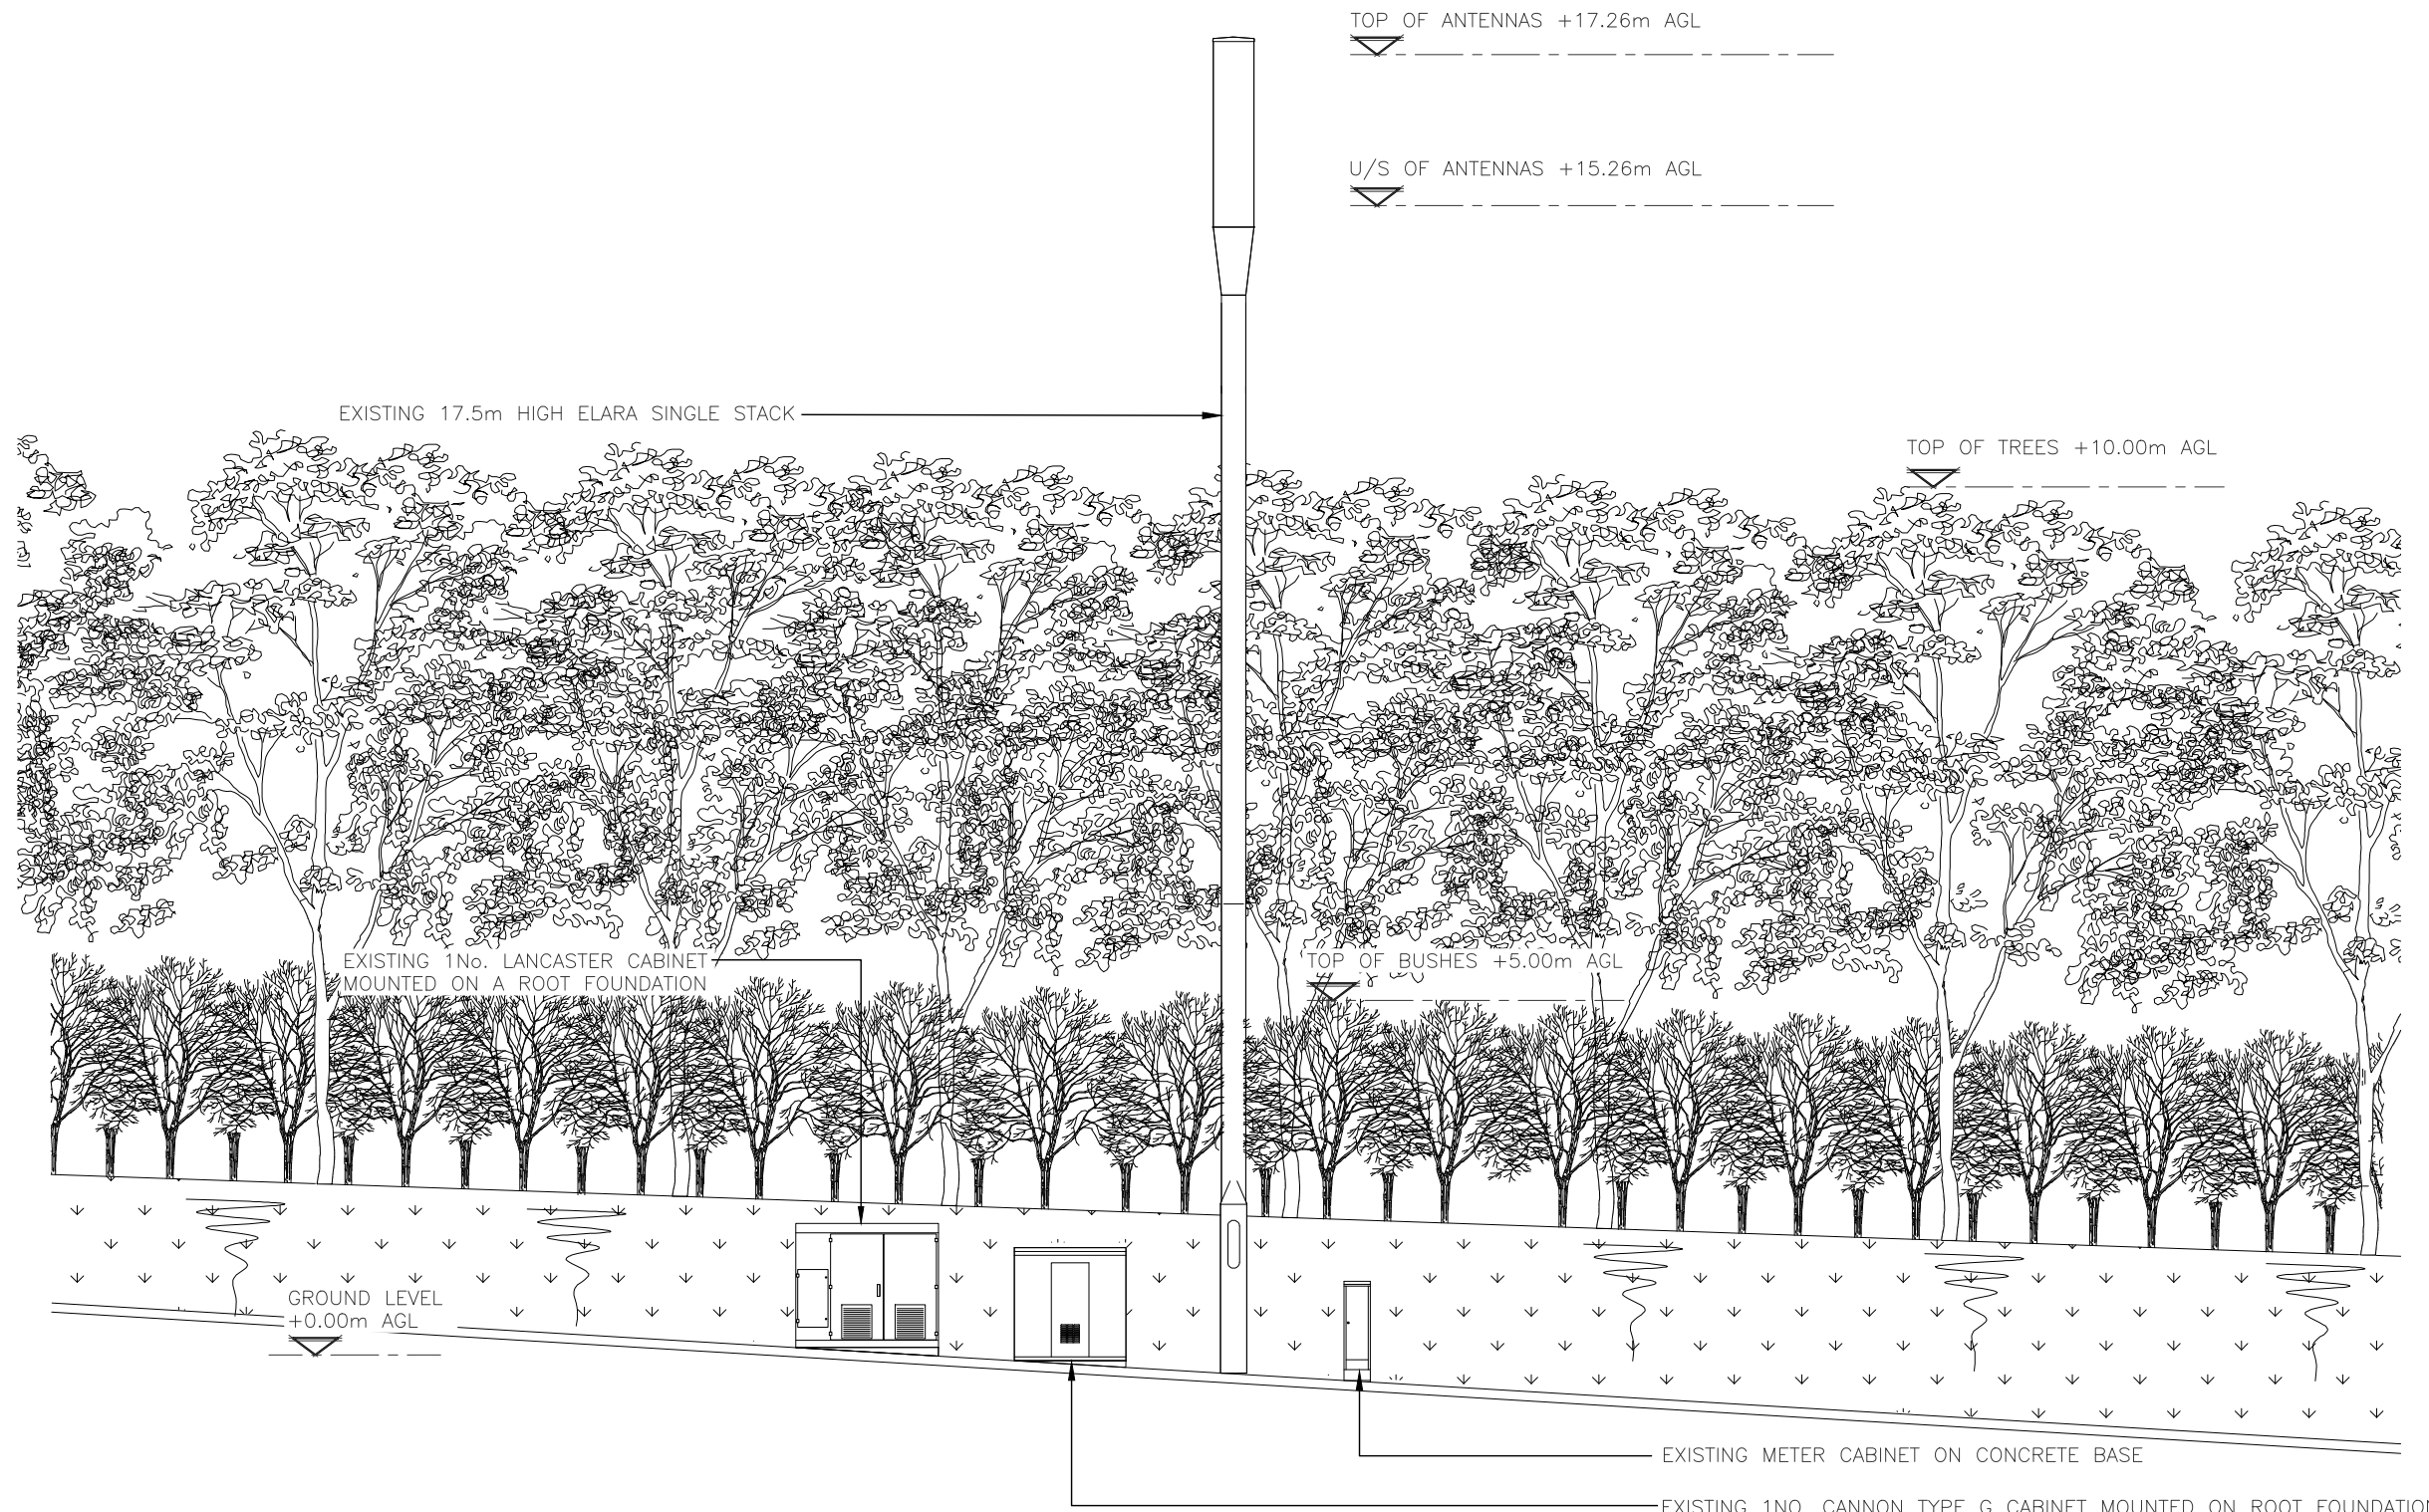 TOP OF ANTENNAS +17.26m AGL
U/S OF ANTENNAS +15.26m AGL
EXISTING 17.5m HIGH ELARA SINGLE STACK
TOP OF TREES +10.00m AGL
EXISTING 1No. LANCASTER CABINET
MOUNTED ON A ROOT FOUNDATION
TOP OF BUSHES +5.00m AGL
GROUND LEVEL
+0.00m AGL
EXISTING METER CABINET ON CONCRETE BASE
EXISTING 1NO. CANNON TYPE G CABINET MOUNTED ON ROOT FOUNDATION